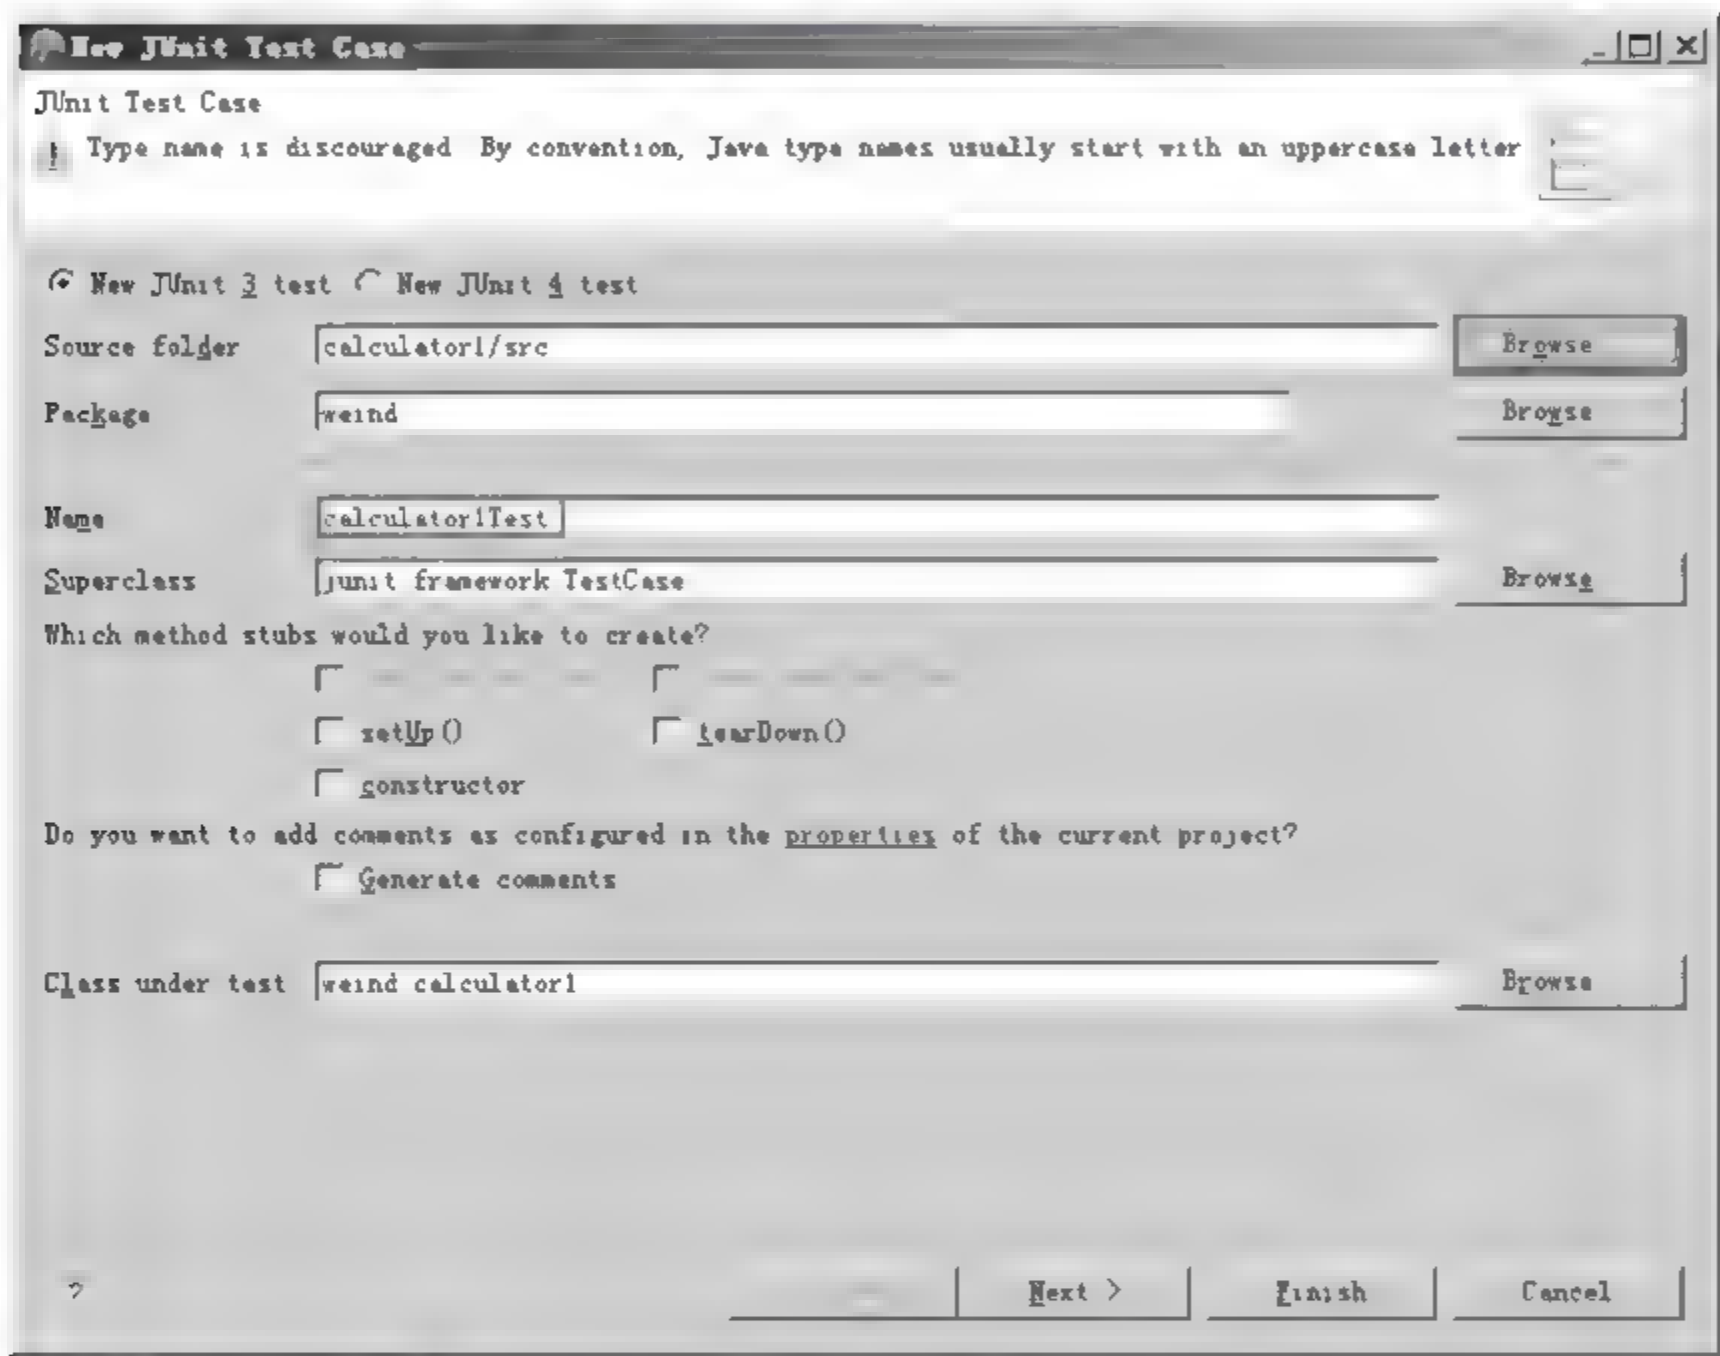 New JUnit Test Case
JUnit Test Case
! Type name is discouraged By convention, Java type names usually start with an uppercase letter
New JUnit 3 test New JUnit 4 test
Source folder calculator1/src Browse
Package weind Browse
Name calculator1Test
Superclass junit framework TestCase Browse
Which method stubs would you like to create?
setUp() tearDown()
constructor
Do you want to add comments as configured in the properties of the current project?
Generate comments
Class under test weind calculator1 Browse
? Next > Finish Cancel